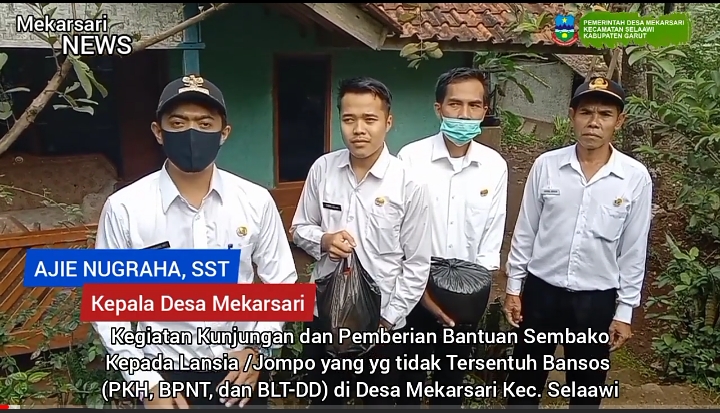 Mekarsari
NEWS
PEMERINTAH DESA MEKARSARI
KECAMATAN SELAAWI
KABUPATEN GARUT
AJIE NUGRAHA, SST
Kepala Desa Mekarsari
Kegiatan Kunjungan dan Pemberian Bantuan Sembako
Kepada Lansia /Jompo yang yg tidak Tersentuh Bansos
(PKH, BPNT, dan BLT-DD) di Desa Mekarsari Kec. Selaawi